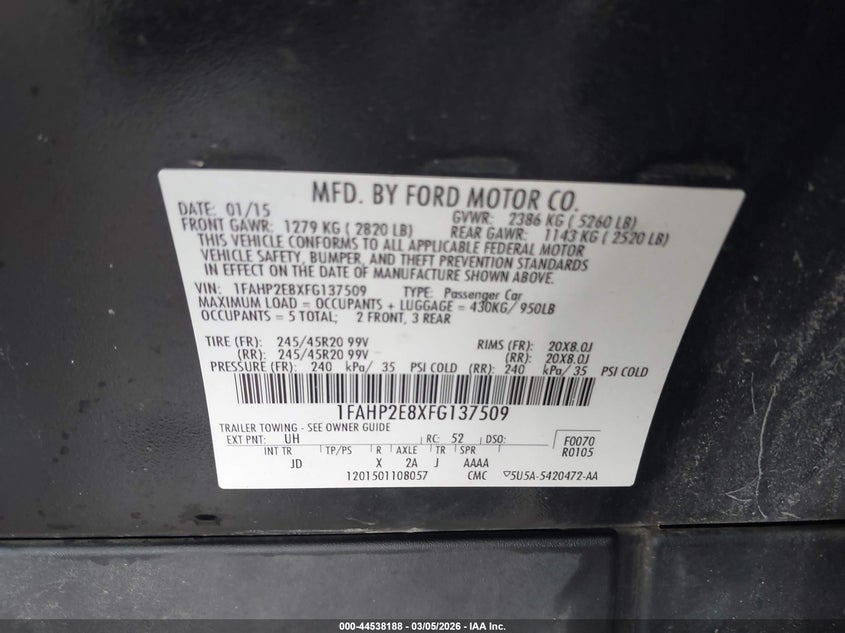 MFD. BY FORD MOTOR CO.
DATE: 01/15 GVWR: 2386 KG ( 5260 LB)
FRONT GAWR: 1279 KG ( 2820 LB) REAR GAWR: 1143 KG ( 2520 LB)
THIS VEHICLE CONFORMS TO ALL APPLICABLE FEDERAL MOTOR
VEHICLE SAFETY, BUMPER, AND THEFT PREVENTION STANDARDS
IN EFFECT ON THE DATE OF MANUFACTURE SHOWN ABOVE.
VIN: 1FAHP2E8XFG137509 TYPE: Passenger Car
MAXIMUM LOAD = OCCUPANTS + LUGGAGE = 430KG/ 950LB
OCCUPANTS = 5 TOTAL; 2 FRONT, 3 REAR
TIRE (FR): 245/45R20 99V RIMS (FR): 20X8.0J
(RR): 245/45R20 99V (RR): 20X8.0J
PRESSURE (FR): 240 kPa/ 35 PSI COLD (RR): 240 kPa/ 35 PSI COLD
1FAHP2E8XFG137509
TRAILER TOWING - SEE OWNER GUIDE
EXT PNT: UH RC: 52 DSO: F0070
INT TR TP/PS R AXLE TR SPR R0105
JD X 2A J AAAA
1201501108057 CMC ▽5U5A-5420472-AA
000-44538188 - 03/05/2026 - IAA Inc.